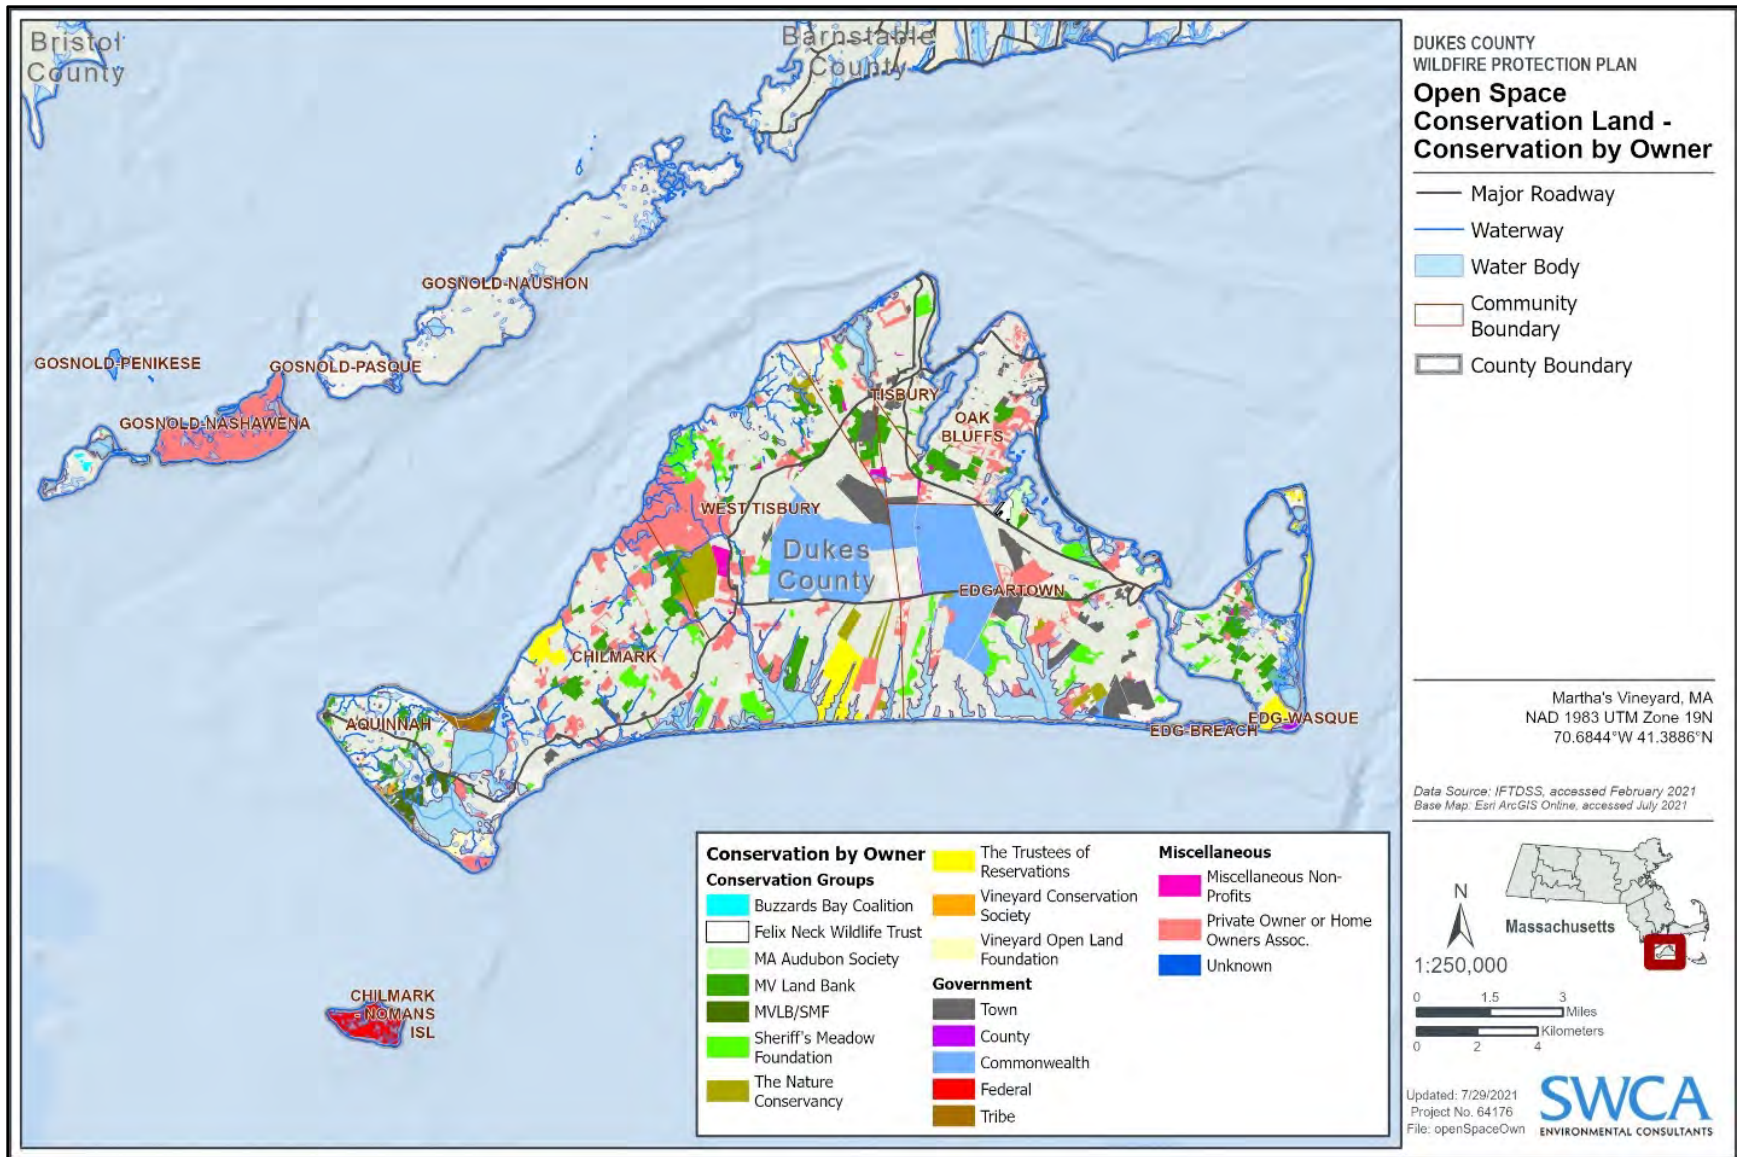 Bristol
County
Barnstable
County
GOSNOLD-NAUSHON
GOSNOLD-PENIKESE
GOSNOLD-PASQUE
GOSNOLD-NASHAWENA
TISBURY
OAK
BLUFFS
WEST TISBURY
Dukes
County
EDGARTOWN
CHILMARK
AQUINNAH
EDG-WASQUE
EDG-BREACH
CHILMARK
- NOMANS
ISL
Conservation by Owner
Conservation Groups
Buzzards Bay Coalition
Felix Neck Wildlife Trust
MA Audubon Society
MV Land Bank
MVLB/SMF
Sheriff's Meadow
Foundation
The Nature
Conservancy
The Trustees of
Reservations
Vineyard Conservation
Society
Vineyard Open Land
Foundation
Government
Town
County
Commonwealth
Federal
Tribe
Miscellaneous
Miscellaneous Non-
Profits
Private Owner or Home
Owners Assoc.
Unknown
DUKES COUNTY
WILDFIRE PROTECTION PLAN
Open Space
Conservation Land -
Conservation by Owner
Major Roadway
Waterway
Water Body
Community
Boundary
County Boundary
Martha's Vineyard, MA
NAD 1983 UTM Zone 19N
70.6844°W 41.3886°N
Data Source: IFTDSS, accessed February 2021
Base Map: Esri ArcGIS Online, accessed July 2021
N
Massachusetts
1:250,000
0 1.5 3
Miles
Kilometers
0 2 4
Updated: 7/29/2021
Project No. 64176
File: openSpaceOwn
SWCA
ENVIRONMENTAL CONSULTANTS